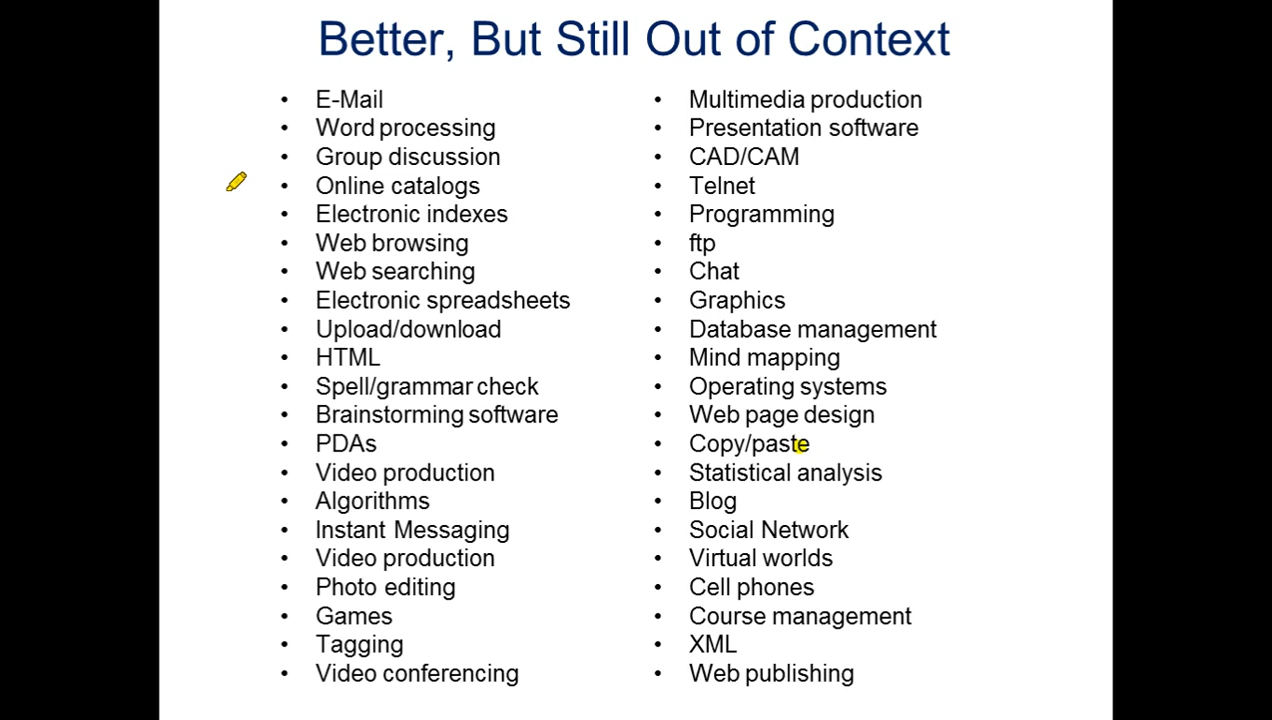 Better, But Still Out of Context
• E-Mail
• Word processing
• Group discussion
• Online catalogs
• Electronic indexes
• Web browsing
• Web searching
• Electronic spreadsheets
• Upload/download
• HTML
• Spell/grammar check
• Brainstorming software
• PDAs
• Video production
• Algorithms
• Instant Messaging
• Video production
• Photo editing
• Games
• Tagging
• Video conferencing
• Multimedia production
• Presentation software
• CAD/CAM
• Telnet
• Programming
• ftp
• Chat
• Graphics
• Database management
• Mind mapping
• Operating systems
• Web page design
• Copy/paste
• Statistical analysis
• Blog
• Social Network
• Virtual worlds
• Cell phones
• Course management
• XML
• Web publishing